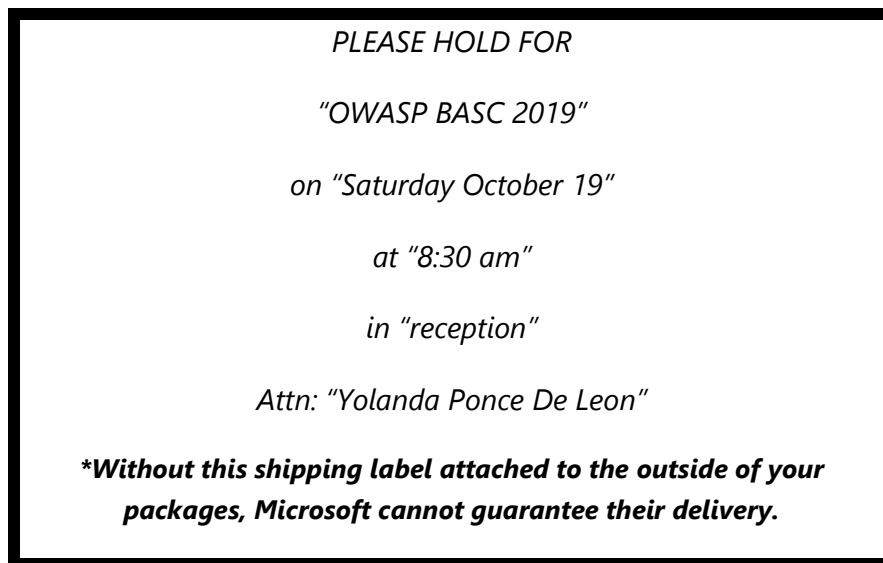 PLEASE HOLD FOR
“OWASP BASC 2019”
on “Saturday October 19”
at “8:30 am”
in “reception”
Attn: “Yolanda Ponce De Leon”
*Without this shipping label attached to the outside of your
packages, Microsoft cannot guarantee their delivery.